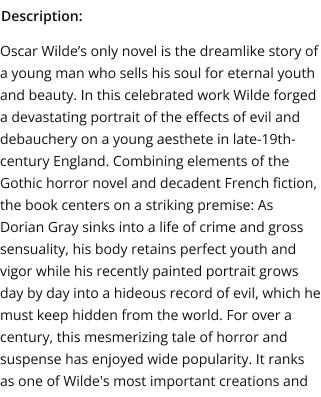 Description:
Oscar Wilde’s only novel is the dreamlike story of
a young man who sells his soul for eternal youth
and beauty. In this celebrated work Wilde forged
a devastating portrait of the effects of evil and
debauchery on a young aesthete in late-19th-
century England. Combining elements of the
Gothic horror novel and decadent French fiction,
the book centers on a striking premise: As
Dorian Gray sinks into a life of crime and gross
sensuality, his body retains perfect youth and
vigor while his recently painted portrait grows
day by day into a hideous record of evil, which he
must keep hidden from the world. For over a
century, this mesmerizing tale of horror and
suspense has enjoyed wide popularity. It ranks
as one of Wilde's most important creations and